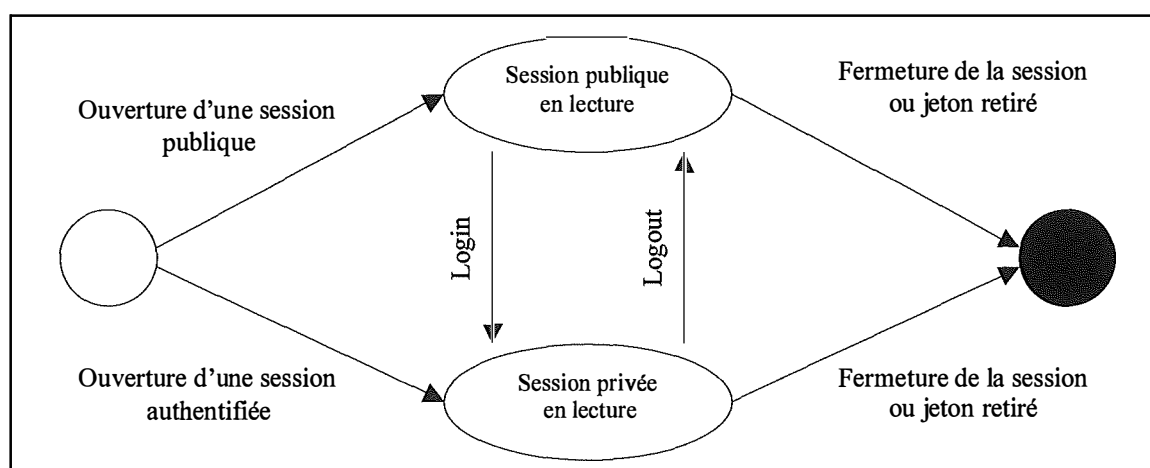 Session publique
en lecture
Fermeture de la session
ou jeton retiré
Ouverture d’une session
publique
Login
Logout
Ouverture d’une session
authentifiée
Session privée
en lecture
Fermeture de la session
ou jeton retiré